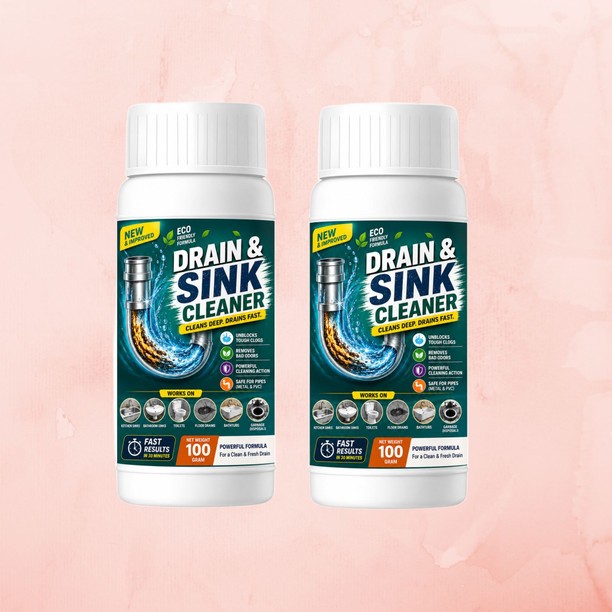 NEW
& IMPROVED
ECO
FRIENDLY
FORMULA
DRAIN &
SINK
CLEANER
CLEANS DEEP. DRAINS FAST.
UNBLOCKS
TOUGH CLOGS
REMOVES
BAD ODORS
POWERFUL
CLEANING ACTION
SAFE FOR PIPES
(METAL & PVC)
WORKS ON
KITCHEN SINKS
BATHROOM SINKS
TOILETS
FLOOR DRAINS
BATHTUBS
GARBAGE
DISPOSALS
FAST
RESULTS
IN 30 MINUTES
NET WEIGHT
100
GRAM
POWERFUL FORMULA
For a Clean & Fresh Drain
NEW
& IMPROVED
ECO
FRIENDLY
FORMULA
DRAIN &
SINK
CLEANER
CLEANS DEEP. DRAINS FAST.
UNBLOCKS
TOUGH CLOGS
REMOVES
BAD ODORS
POWERFUL
CLEANING ACTION
SAFE FOR PIPES
(METAL & PVC)
WORKS ON
KITCHEN SINKS
BATHROOM SINKS
TOILETS
FLOOR DRAINS
BATHTUBS
GARBAGE
DISPOSALS
FAST
RESULTS
IN 30 MINUTES
NET WEIGHT
100
GRAM
POWERFUL FORMULA
For a Clean & Fresh Drain